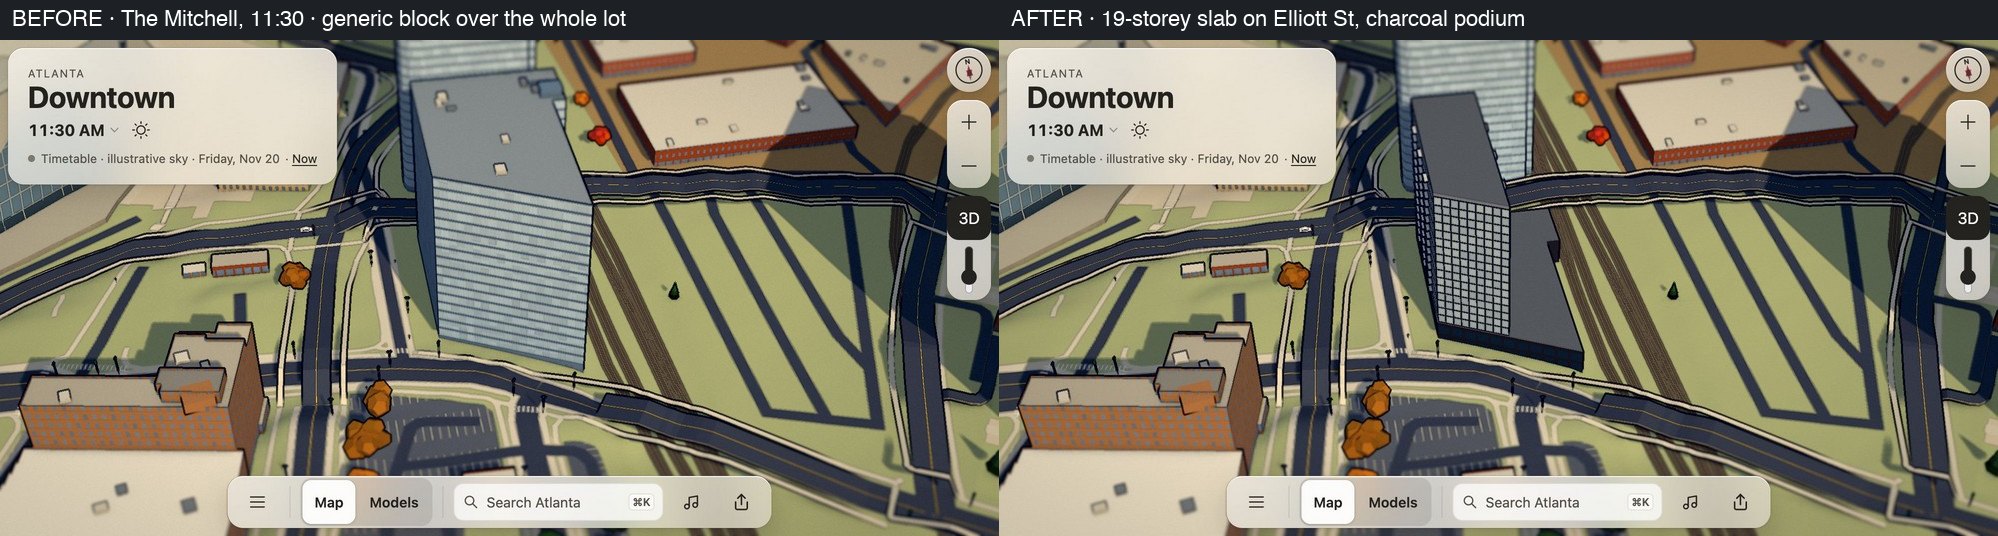 BEFORE · The Mitchell, 11:30 · generic block over the whole lot
ATLANTA
Downtown
11:30 AM
Timetable · illustrative sky · Friday, Nov 20 · Now
N
+
−
3D
Map Models Search Atlanta ⌘K
AFTER · 19-storey slab on Elliott St, charcoal podium
ATLANTA
Downtown
11:30 AM
Timetable · illustrative sky · Friday, Nov 20 · Now
N
+
−
3D
Map Models Search Atlanta ⌘K